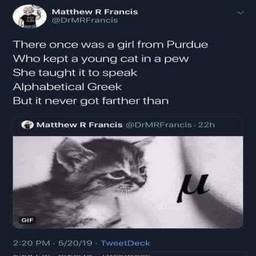 Matthew R Francis
@DrMRFrancis
There once was a girl from Purdue
Who kept a young cat in a pew
She taught it to speak
Alphabetical Greek
But it never got farther than
Matthew R Francis @DrMRFrancis · 22h
μ
GIF
2:20 PM · 5/20/19 · TweetDeck